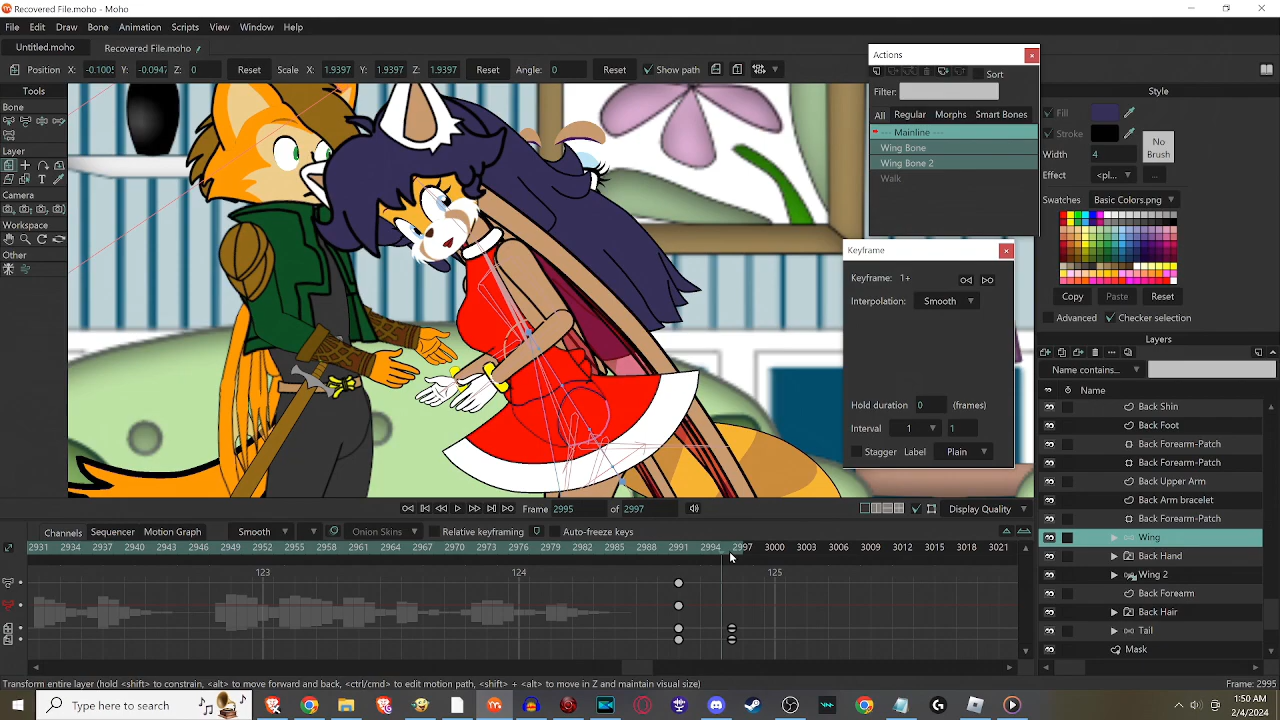 Recovered File.moho - Moho
File Edit Draw Bone Animation Scripts View Window Help
Untitled.moho Recovered File.moho
Position X: -0.100 Y: -0.0947 Z: Reset Scale X: 1.9397 Y: 1.9397 Z: 1.9397 Reset Angle: 0 Reset Show path
Tools
Bone
Layer
Camera
Workspace
Other
Actions
Sort
Filter:
All Regular Morphs Smart Bones
--- Mainline ---
Wing Bone
Wing Bone 2
Walk
Keyframe
Keyframe: 1+
Interpolation: Smooth
Hold duration 0 (frames)
Interval 1 1
Stagger Label Plain
Style
Fill
Stroke
Width 4
No Brush
Effect <pl... ...
Swatches Basic Colors.png
Copy Paste Reset
Advanced Checker selection
Layers
Name contains...
Name
Back Shin
Back Foot
Back Forearm-Patch
Back Forearm-Patch
Back Upper Arm
Back Arm bracelet
Back Forearm-Patch
Wing
Back Hand
Wing 2
Back Forearm
Back Hair
Tail
Mask
Frame 2995 of 2997 Display Quality
Channels Sequencer Motion Graph Smooth Onion Skins Relative keyframing Auto-freeze keys
2931 2934 2937 2940 2943 2946 2949 2952 2955 2958 2961 2964 2967 2970 2973 2976 2979 2982 2985 2988 2991 2994 2997 3000 3003 3006 3009 3012 3015 3018 3021
123 124 125
Transform entire layer (hold <shift> to constrain, <alt> to move forward and back, <ctrl/cmd> to edit motion path, <shift> + <alt> to move in Z and maintain visual size) Frame: 2995
Type here to search
1:50 AM
2/4/2024